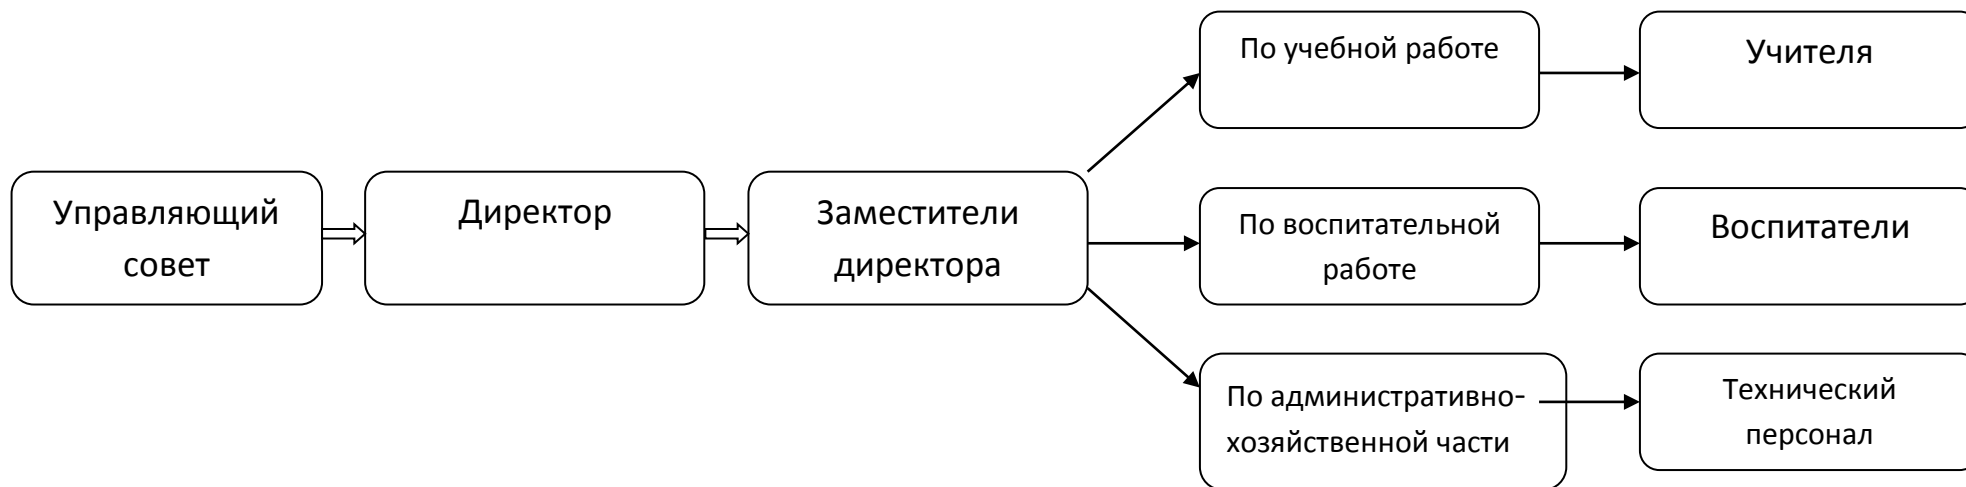 Управляющий
совет
Директор
Заместители
директора
По учебной работе
Учителя
По воспитательной
работе
Воспитатели
По административно-
хозяйственной части
Технический
персонал